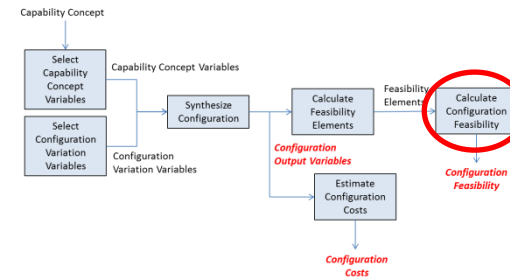 Capability Concept
Select
Capability
Concept
Variables
Capability Concept Variables
Select
Configuration
Variation
Variables
Configuration
Variation Variables
Synthesize
Configuration
Configuration
Output Variables
Calculate
Feasibility
Elements
Feasibility
Elements
Calculate
Configuration
Feasibility
Configuration
Feasibility
Estimate
Configuration
Costs
Configuration
Costs